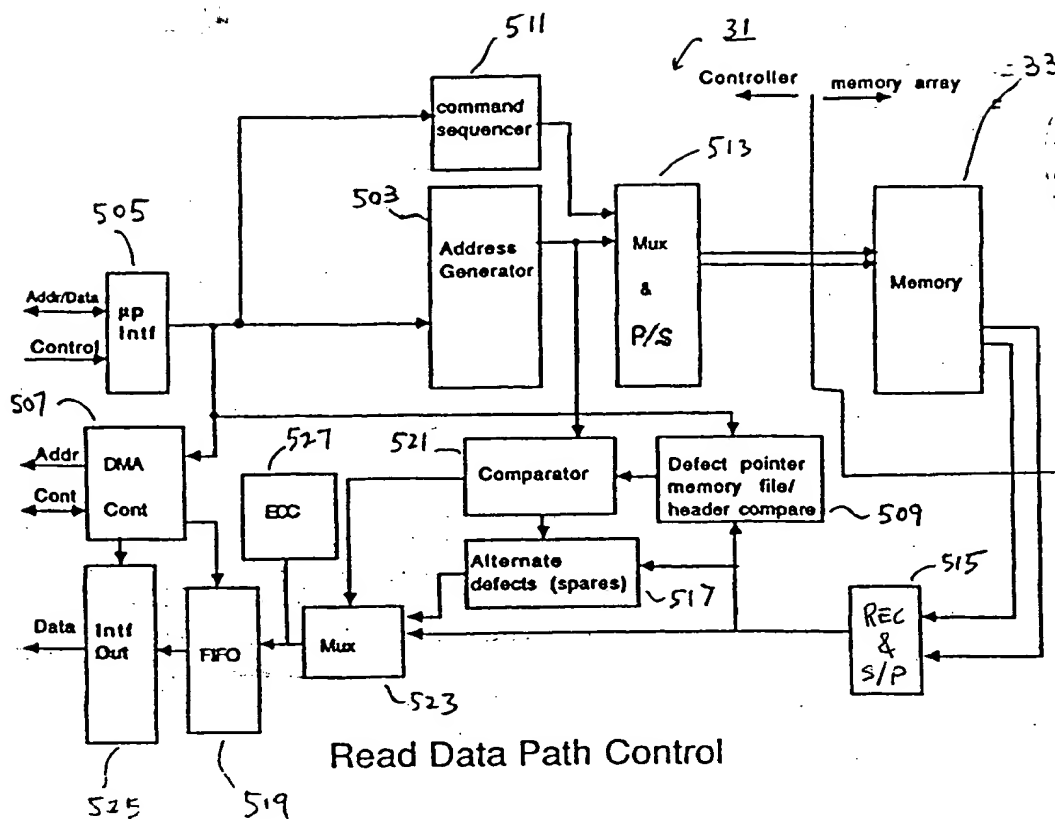 511
31
33
Controller
memory array
command
sequencer
513
503
505
Address
Generator
Mux
&
P/S
Memory
Addr/Data
µp
Intf
Control
507
Addr
Cont
DMA
Cont
527
ECC
521
Comparator
Defect pointer
memory file/
header compare
509
Alternate
defects (spares)
517
515
REC
&
S/P
Data
Intf
Out
FIFO
Mux
523
Read Data Path Control
525
519